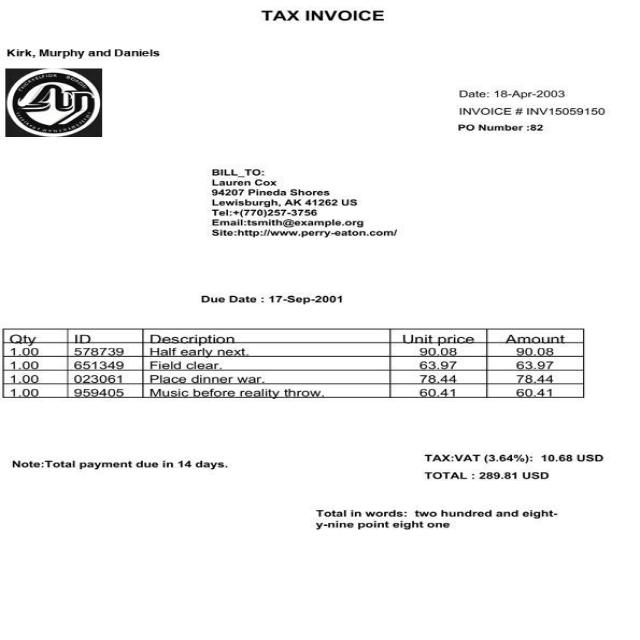 TAX INVOICE
Kirk, Murphy and Daniels
Date: 18-Apr-2003
INVOICE # INV15059150
PO Number :82
BILL_TO:
Lauren Cox
94207 Pineda Shores
Lewisburgh, AK 41262 US
Tel:+(770)257-3756
Email:tsmith@example.org
Site:http://www.perry-eaton.com/
Due Date : 17-Sep-2001
Qty ID Description Unit price Amount
1.00 578739 Half early next. 90.08 90.08
1.00 651349 Field clear. 63.97 63.97
1.00 023061 Place dinner war. 78.44 78.44
1.00 959405 Music before reality throw. 60.41 60.41
Note:Total payment due in 14 days.
TAX:VAT (3.64%): 10.68 USD
TOTAL : 289.81 USD
Total in words: two hundred and eight-
y-nine point eight one